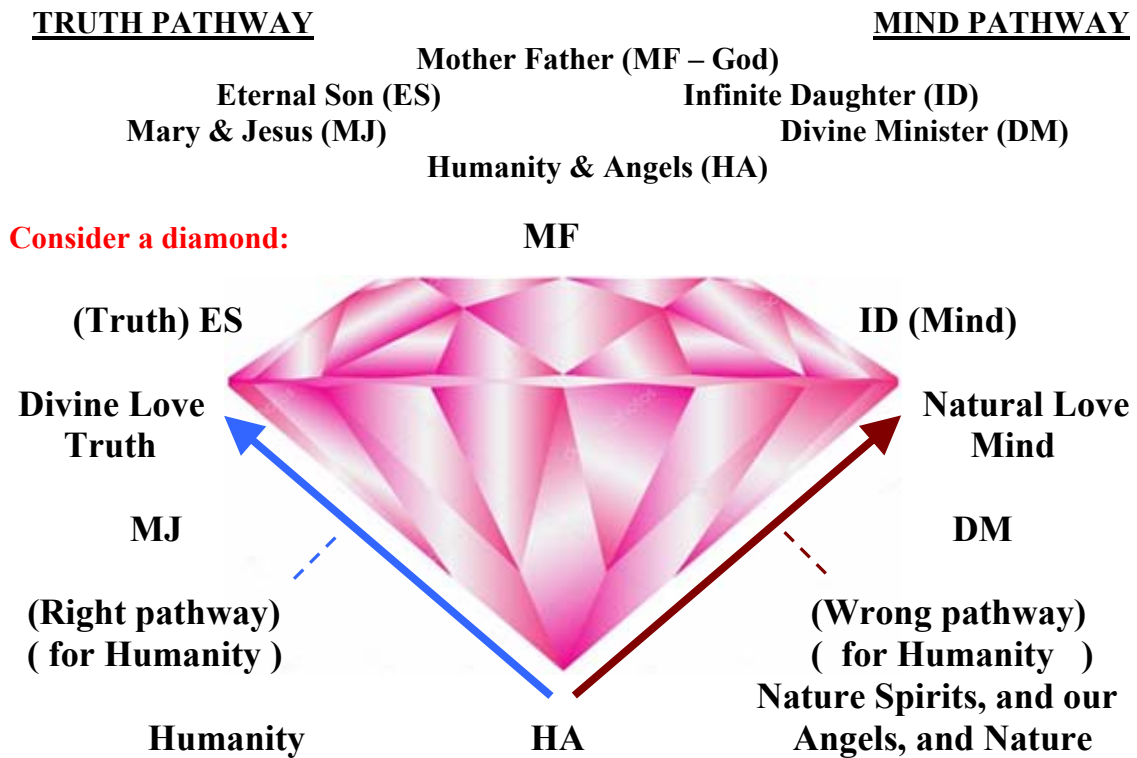 TRUTH PATHWAY MIND PATHWAY
Mother Father (MF – God)
Eternal Son (ES) Infinite Daughter (ID)
Mary & Jesus (MJ) Divine Minister (DM)
Humanity & Angels (HA)
Consider a diamond: MF
(Truth) ES ID (Mind)
Divine Love Natural Love
Truth Mind
MJ DM
(Right pathway) (Wrong pathway)
( for Humanity ) ( for Humanity )
Nature Spirits, and our
Humanity HA Angels, and Nature